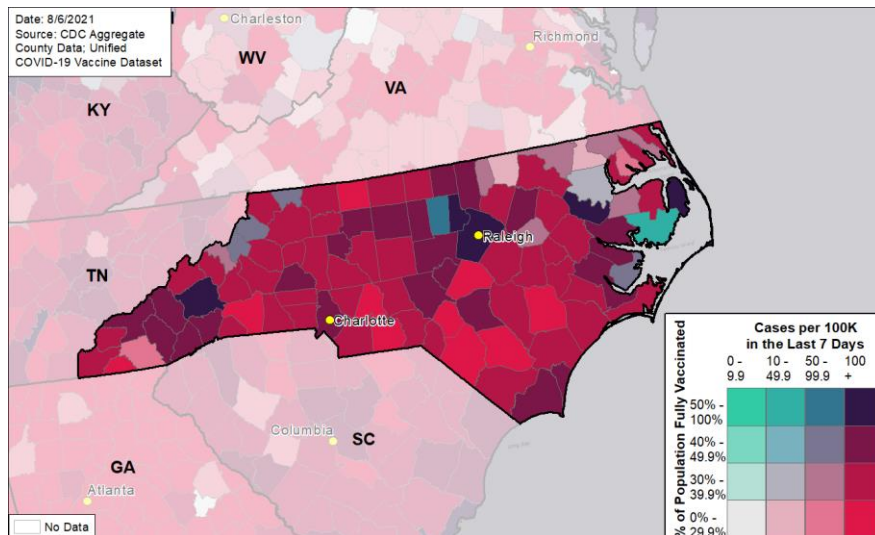 Date: 8/6/2021
Source: CDC Aggregate
County Data; Unified
COVID-19 Vaccine Dataset
Charleston
Richmond
WV
VA
KY
Raleigh
TN
Charlotte
Columbia
SC
GA
Atlanta
No Data
Cases per 100K
in the Last 7 Days
0 -
9.9
10 -
49.9
50 -
99.9
100
+
% of Population Fully Vaccinated
50% -
100%
40% -
49.9%
30% -
39.9%
0% -
29.9%